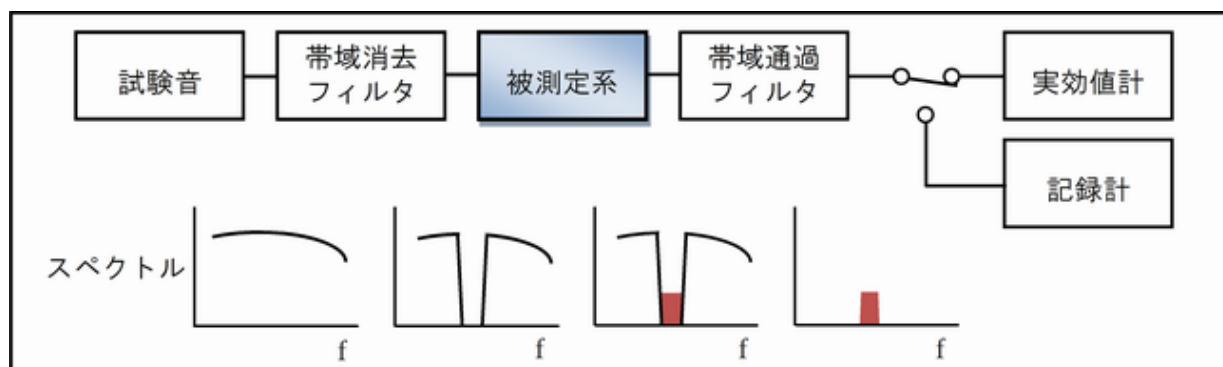 試験音
帯域消去
フィルタ
被測定系
帯域通過
フィルタ
実効値計
記録計
スペクトル
f
f
f
f